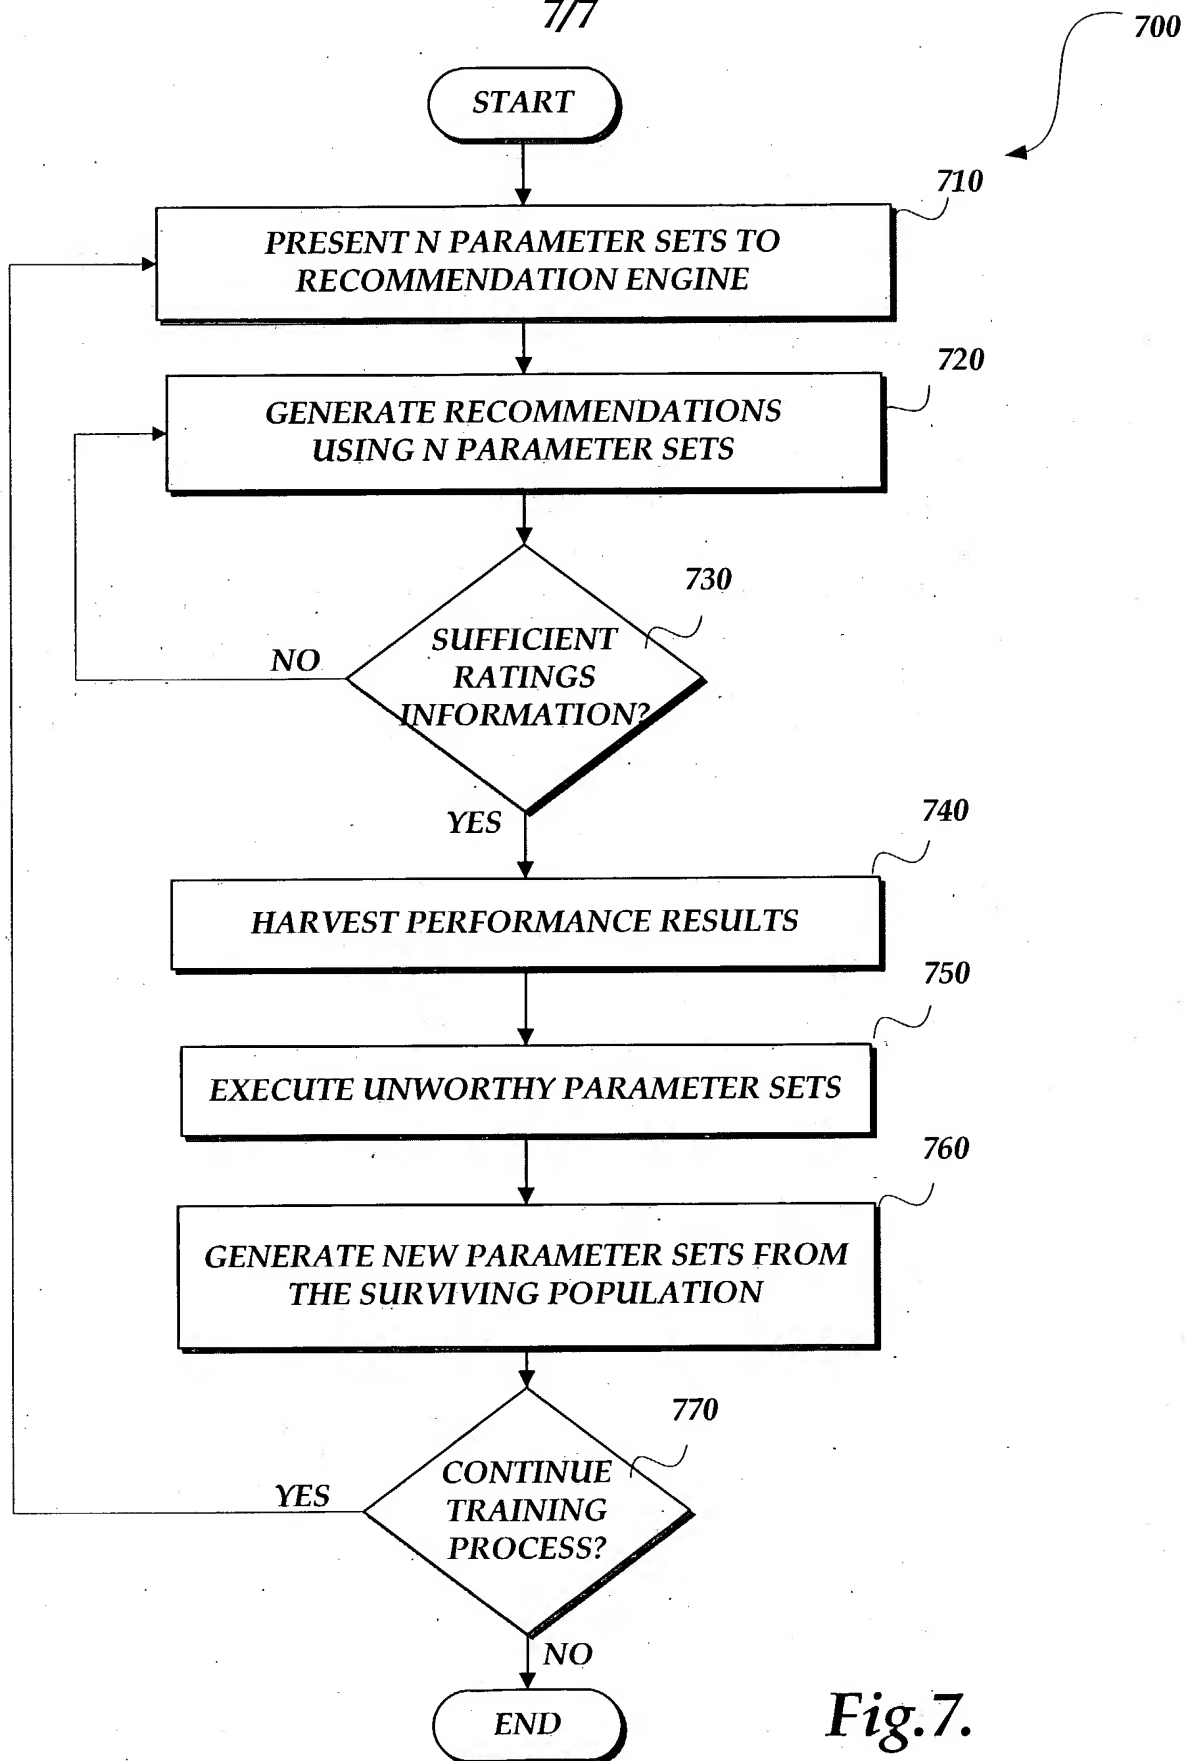 7/7
700
START
710
PRESENT N PARAMETER SETS TO
RECOMMENDATION ENGINE
720
GENERATE RECOMMENDATIONS
USING N PARAMETER SETS
730
SUFFICIENT
RATINGS
INFORMATION?
NO
YES
740
HARVEST PERFORMANCE RESULTS
750
EXECUTE UNWORTHY PARAMETER SETS
760
GENERATE NEW PARAMETER SETS FROM
THE SURVIVING POPULATION
770
CONTINUE
TRAINING
PROCESS?
YES
NO
END
Fig.7.